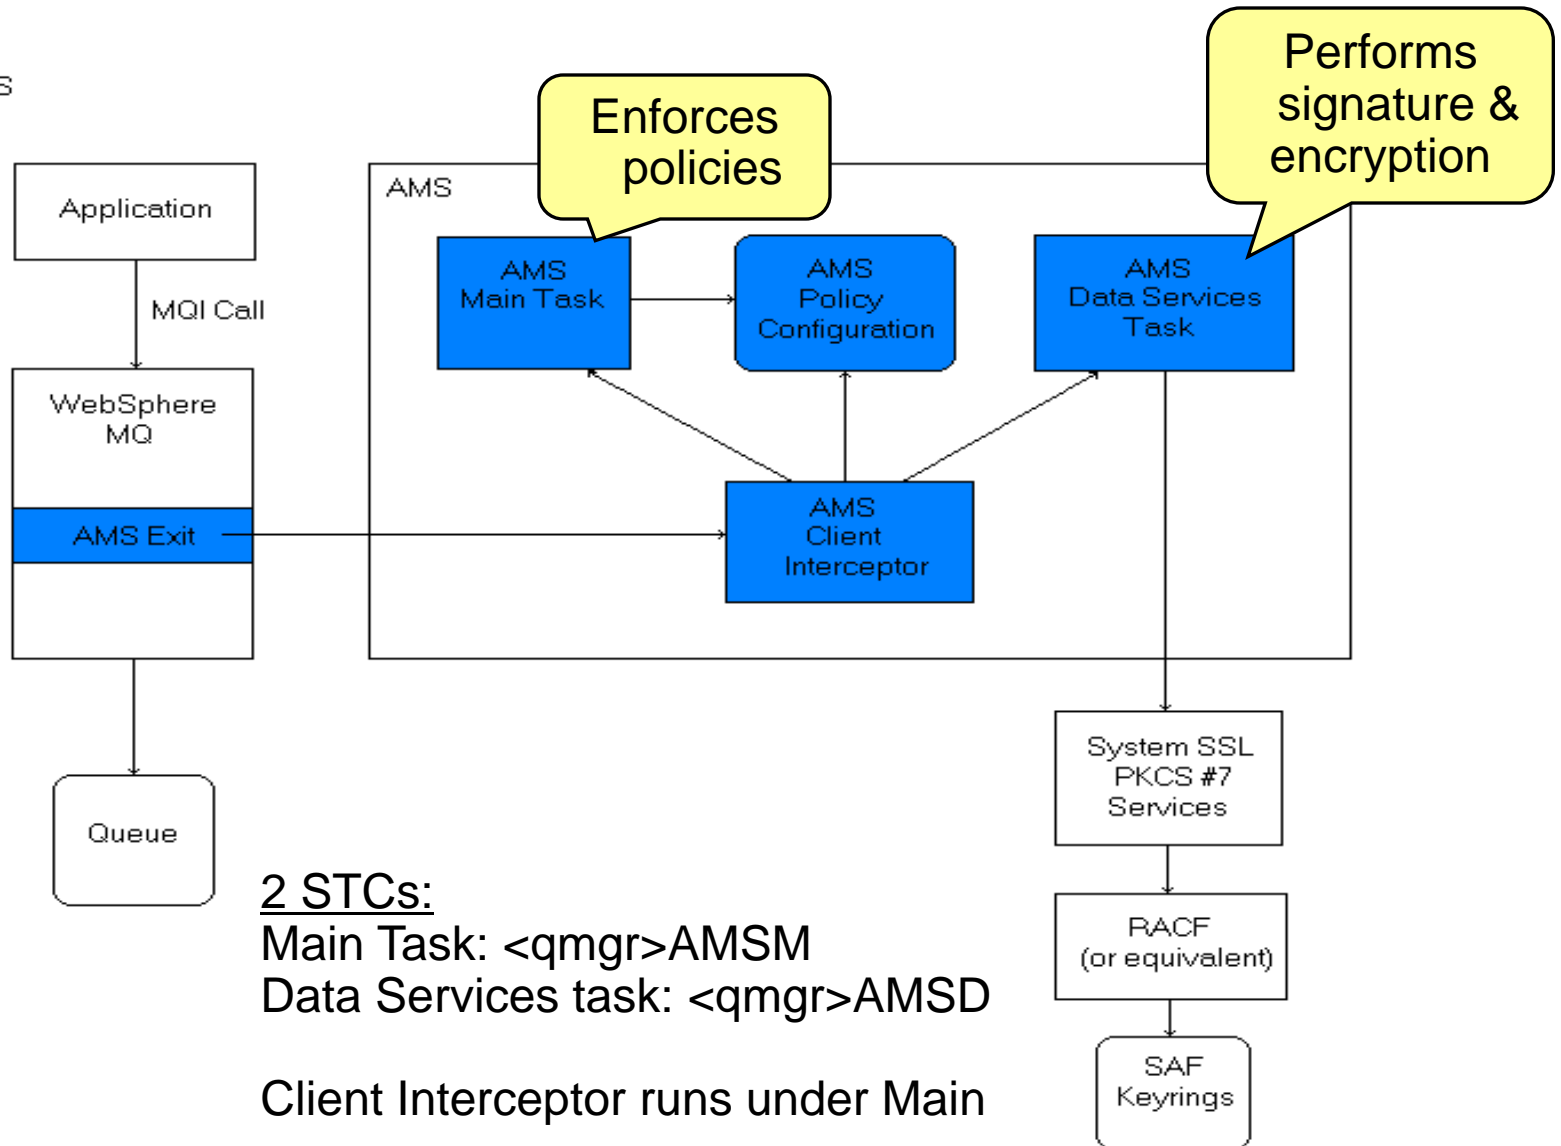 S
Enforces
policies
Performs
signature &
encryption
Application
MQI Call
WebSphere
MQ
AMS Exit
Queue
AMS
AMS
Main Task
AMS
Policy
Configuration
AMS
Data Services
Task
AMS
Client
Interceptor
System SSL
PKCS #7
Services
RACF
(or equivalent)
SAF
Keyrings
2 STCs:
Main Task: <qmgr>AMSM
Data Services task: <qmgr>AMSD
Client Interceptor runs under Main